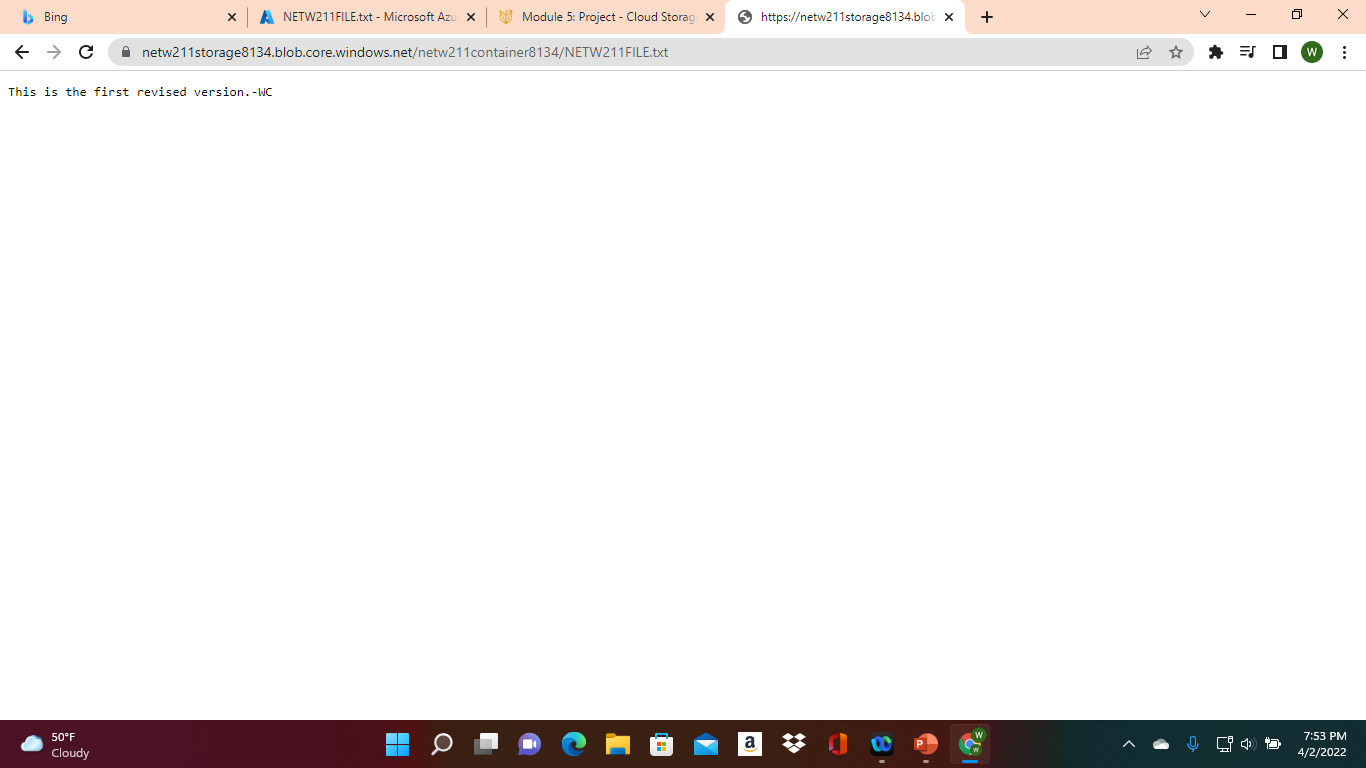 Bing
NETW211FILE.txt - Microsoft Azu
Module 5: Project - Cloud Storag
https://netw211storage8134.blob
netw211storage8134.blob.core.windows.net/netw211container8134/NETW211FILE.txt
W
This is the first revised version.-WC
50°F
Cloudy
a
P
W
W
7:53 PM
4/2/2022